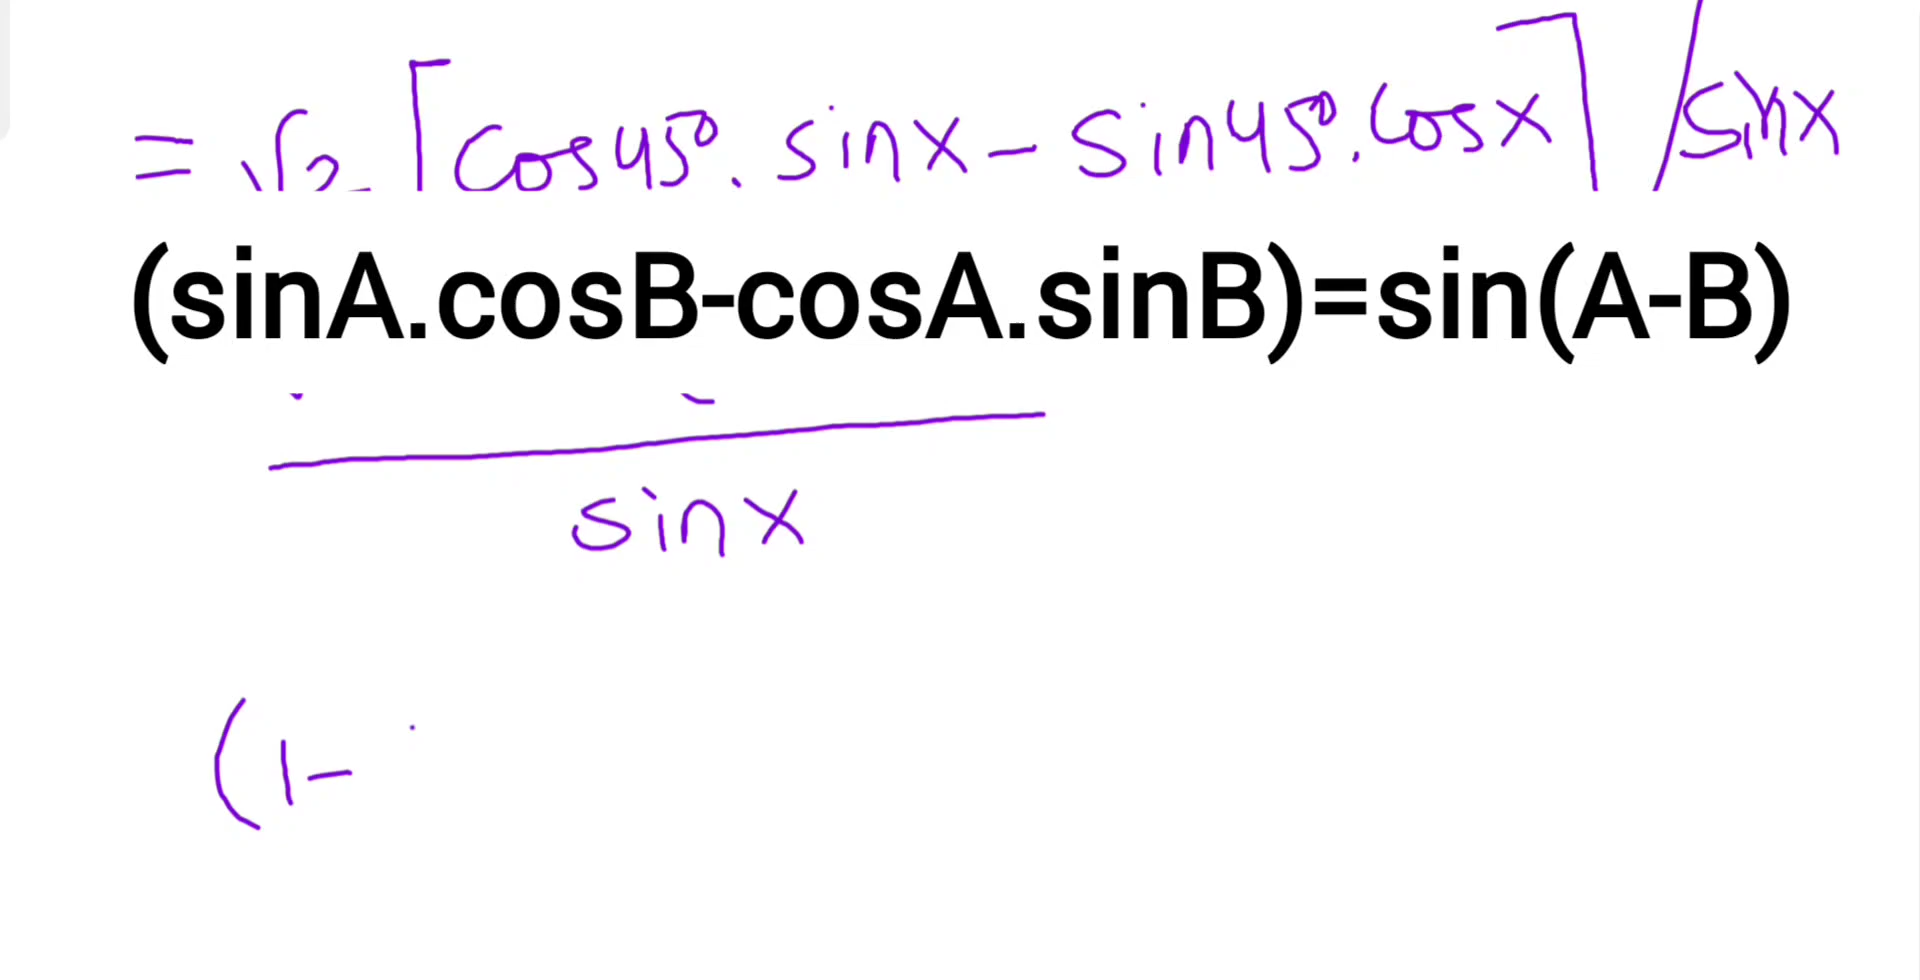 = √2 [cos45°. sinx - sin45°. cosx] / sinx
(sinA.cosB-cosA.sinB)=sin(A-B)
sinx
(1-